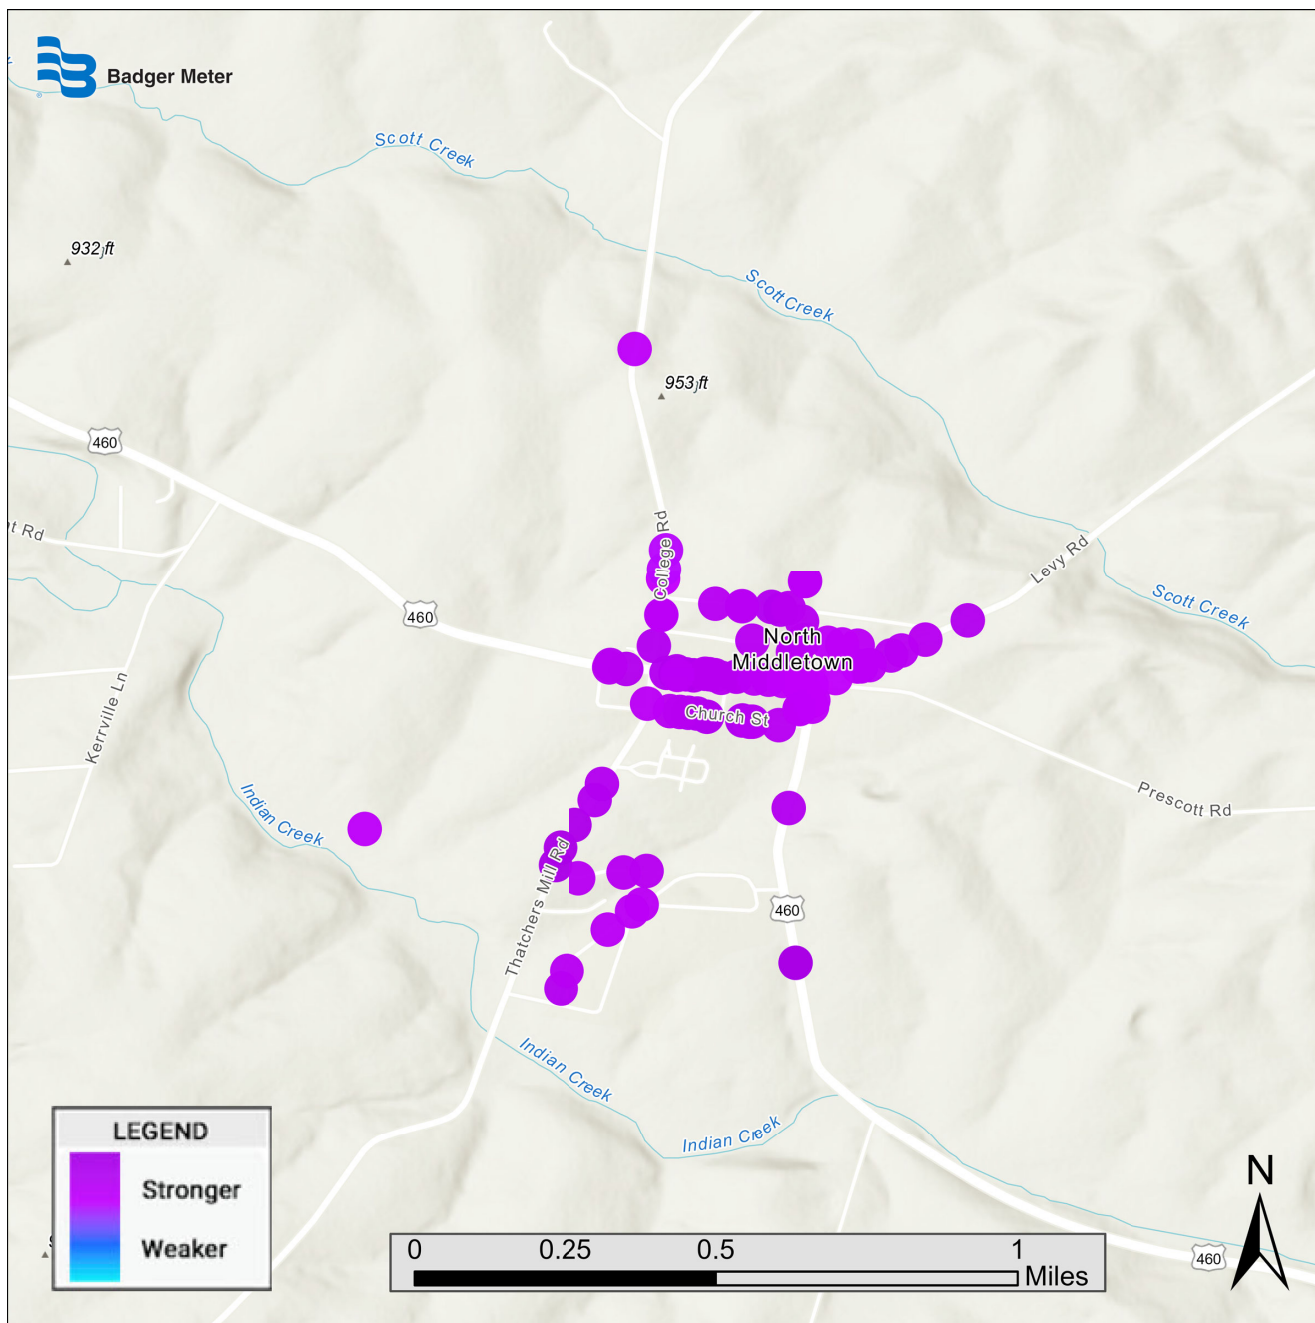 Badger Meter
Scott Creek
932 ft
Scott Creek
953 ft
460
nt Rd
College Rd
Levy Rd
460
Scott Creek
North
Middletown
Kerrville Ln
Church St
Prescott Rd
Indian Creek
Thatchers Mill Rd
460
Indian Creek
Indian Creek
LEGEND
Stronger
Weaker
N
0 0.25 0.5 1
Miles
460